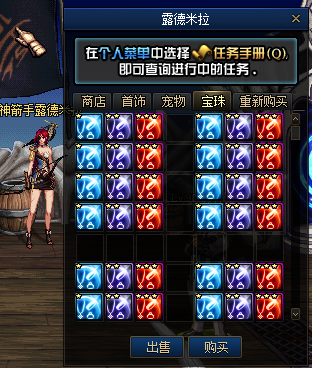 露德米拉
在个人菜单中选择 任务手册(Q),
即可查询进行中的任务.
商店 首饰 宠物 宝珠 重新购买
神箭手露德米
出售 购买